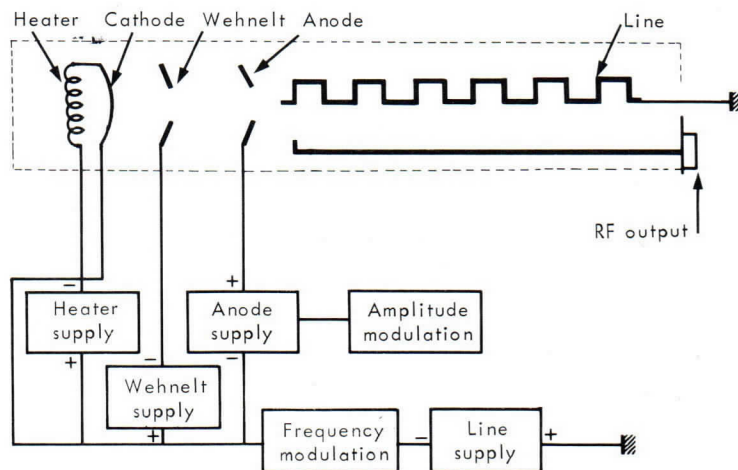 Heater Cathode Wehnelt Anode Line
RF output
−
+
Heater
supply
Anode
supply
Amplitude
modulation
+
−
−
Wehnelt
supply
+
Frequency
modulation
−
Line
supply
+